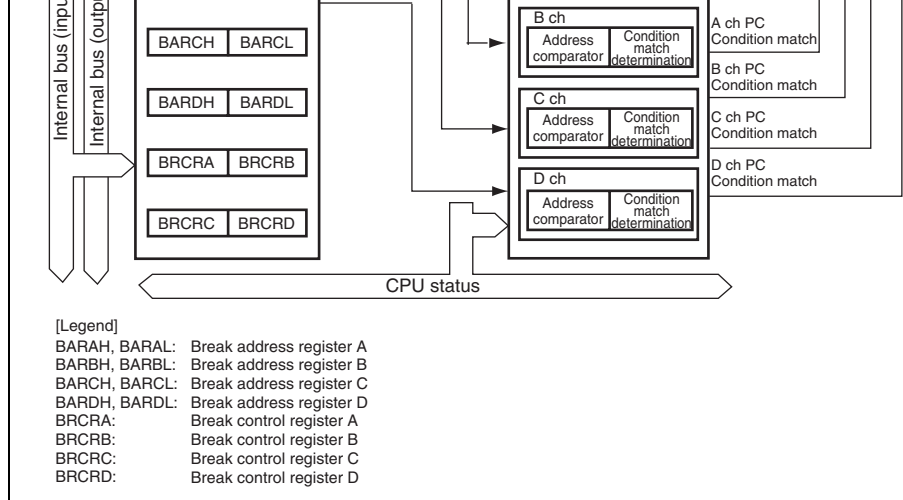 Internal bus (inpu
Internal bus (outp
BARCH BARCL
BARDH BARDL
BRCRA BRCRB
BRCRC BRCRD
B ch
Address comparator
Condition match determination
C ch
Address comparator
Condition match determination
D ch
Address comparator
Condition match determination
A ch PC
Condition match
B ch PC
Condition match
C ch PC
Condition match
D ch PC
Condition match
CPU status
[Legend]
BARAH, BARAL: Break address register A
BARBH, BARBL: Break address register B
BARCH, BARCL: Break address register C
BARDH, BARDL: Break address register D
BRCRA: Break control register A
BRCRB: Break control register B
BRCRC: Break control register C
BRCRD: Break control register D